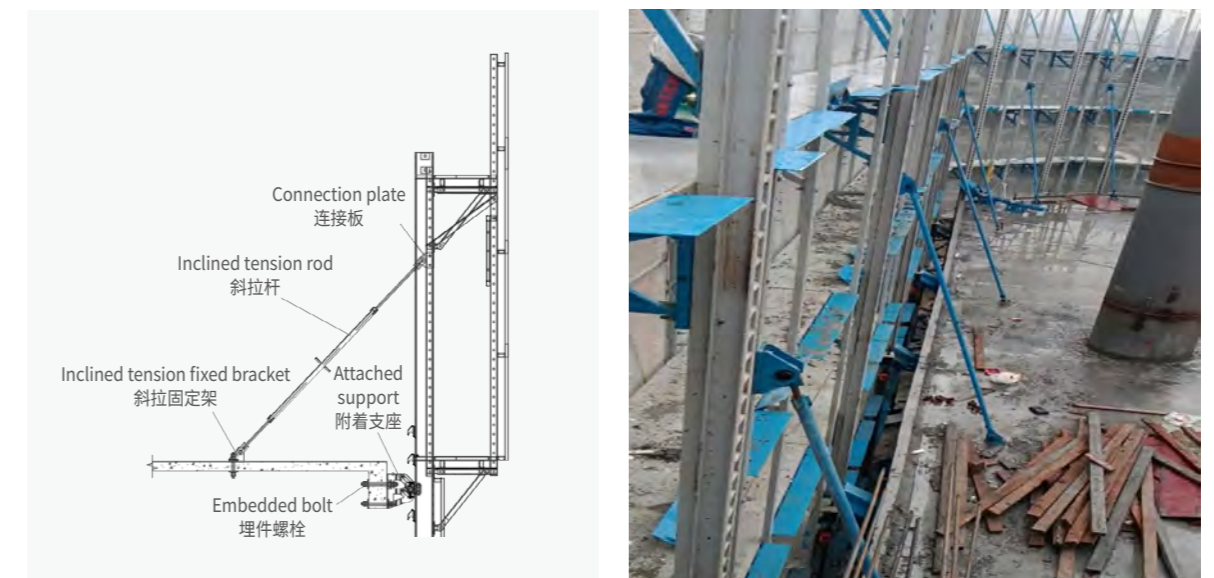 Connection plate
连接板
Inclined tension rod
斜拉杆
Inclined tension fixed bracket
斜拉固定架
Attached
support
附着支座
Embedded bolt
埋件螺栓